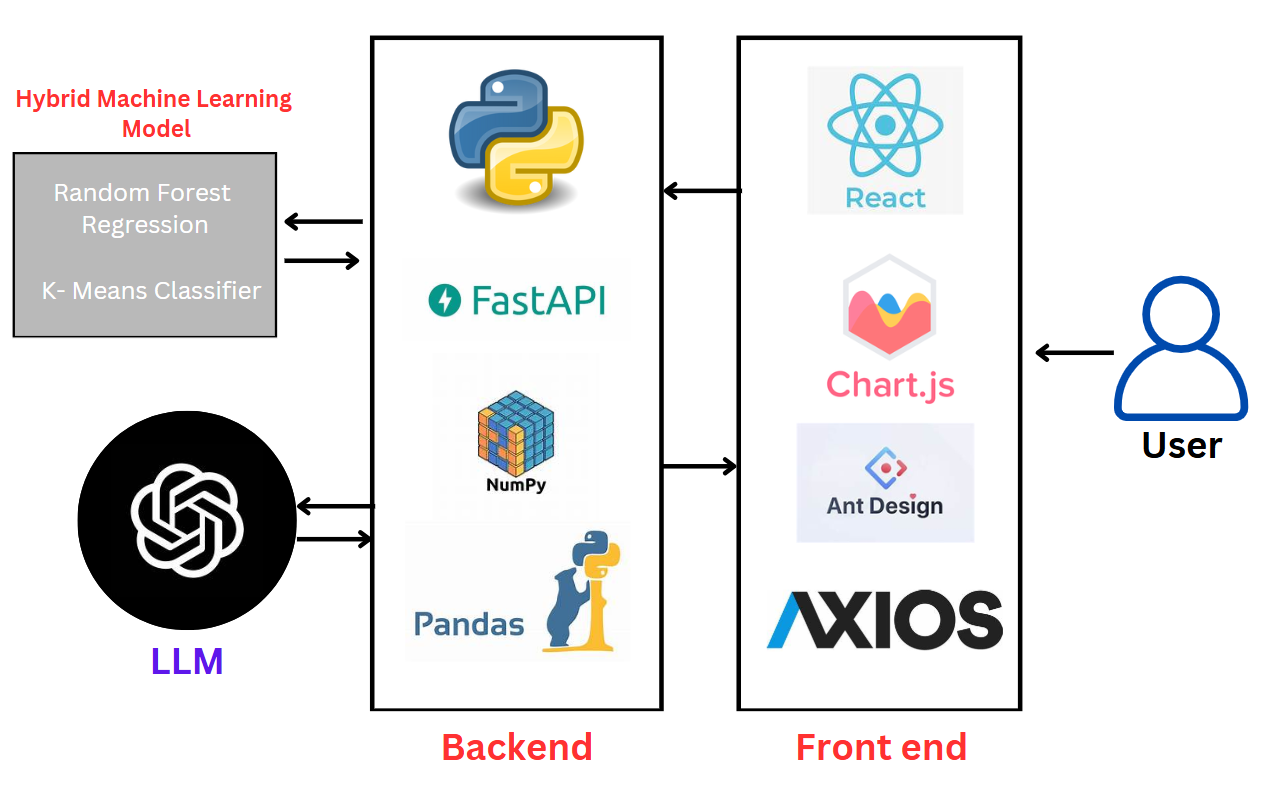 Hybrid Machine Learning
Model
Random Forest
Regression
K- Means Classifier
LLM
FastAPI
NumPy
Pandas
Backend
React
Chart.js
Ant Design
AXIOS
Front end
User